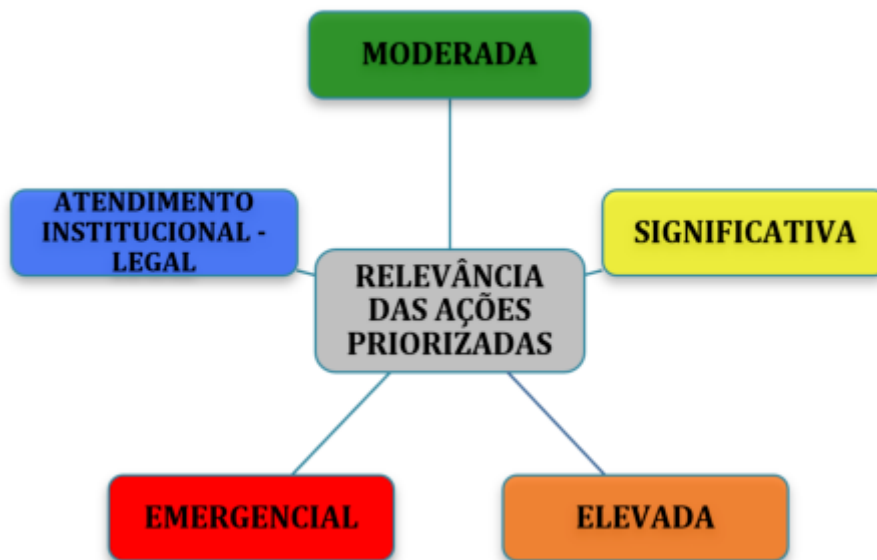 MODERADA
ATENDIMENTO
INSTITUCIONAL -
LEGAL
SIGNIFICATIVA
RELEVÂNCIA
DAS AÇÕES
PRIORIZADAS
EMERGENCIAL
ELEVADA